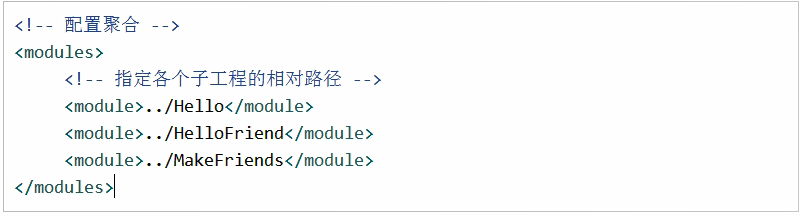 <!-- 配置聚合 -->
<modules>
<!-- 指定各个子工程的相对路径 -->
<module>../Hello</module>
<module>../HelloFriend</module>
<module>../MakeFriends</module>
</modules>